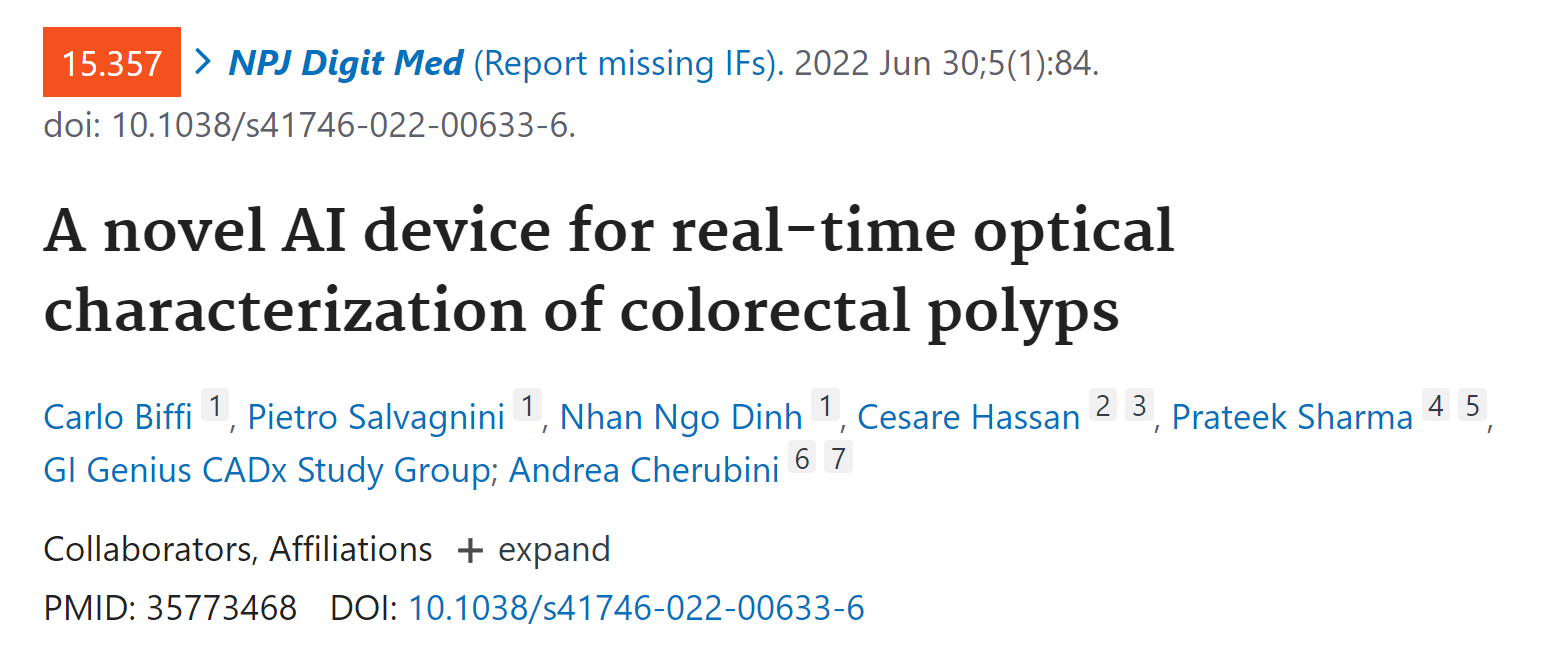 15.357 > NPJ Digit Med (Report missing IFs). 2022 Jun 30;5(1):84.
doi: 10.1038/s41746-022-00633-6.
A novel AI device for real-time optical
characterization of colorectal polyps
Carlo Biffi 1, Pietro Salvagnini 1, Nhan Ngo Dinh 1, Cesare Hassan 2 3, Prateek Sharma 4 5,
GI Genius CADx Study Group; Andrea Cherubini 6 7
Collaborators, Affiliations + expand
PMID: 35773468 DOI: 10.1038/s41746-022-00633-6